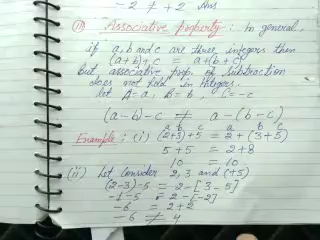 -2 ≠ +2 Ans
(ii) Associative property : In general,
if a, b and c are three integers then
(a+b)+c = a+(b+c)
But associative prop. of subtraction
does not hold in integers.
let A=a, B=b, C=-c
(a-b)-c ≠ a-(b-c)
a b c a b c
Example : (i) (2+3)+5 = 2+(3+5)
5+5 = 2+8
10 = 10
(ii) Let Consider 2, 3 and (+5)
(2-3)-5 = 2-[3-5]
-1-5 = 2-[-2]
-6 = 2+2
-6 ≠ 4